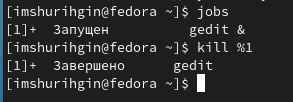 [imshurihgin@fedora ~]$ jobs
[1]+  Запущен          gedit &
[imshurihgin@fedora ~]$ kill %1
[1]+  Завершено      gedit
[imshurihgin@fedora ~]$